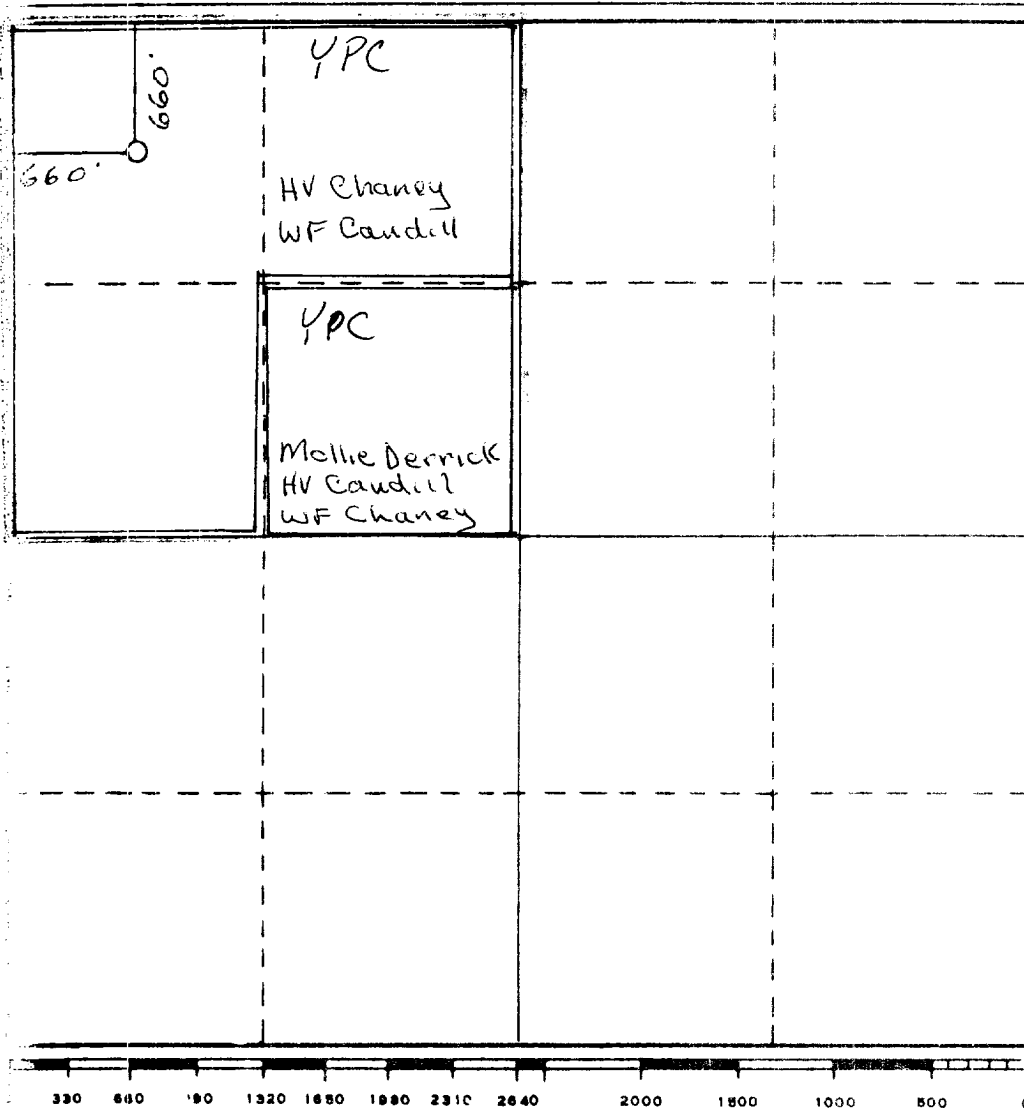 YPC
660'
660'
HV Chaney
WF Caudill
YPC
Mollie Derrick
HV Caudill
WF Chaney
330 660 990 1320 1650 1980 2310 2640 2000 1500 1000 500